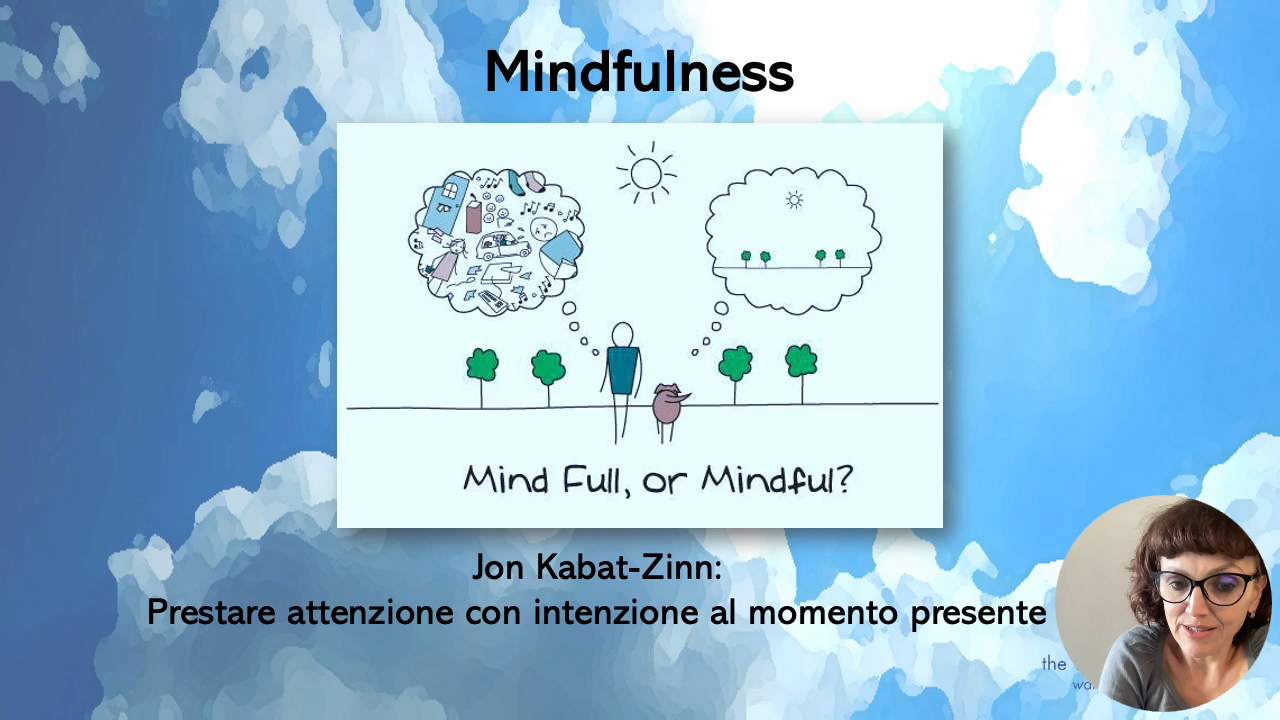 Mindfulness
Mind Full, or Mindful?
Jon Kabat-Zinn:
Prestare attenzione con intenzione al momento presente
the